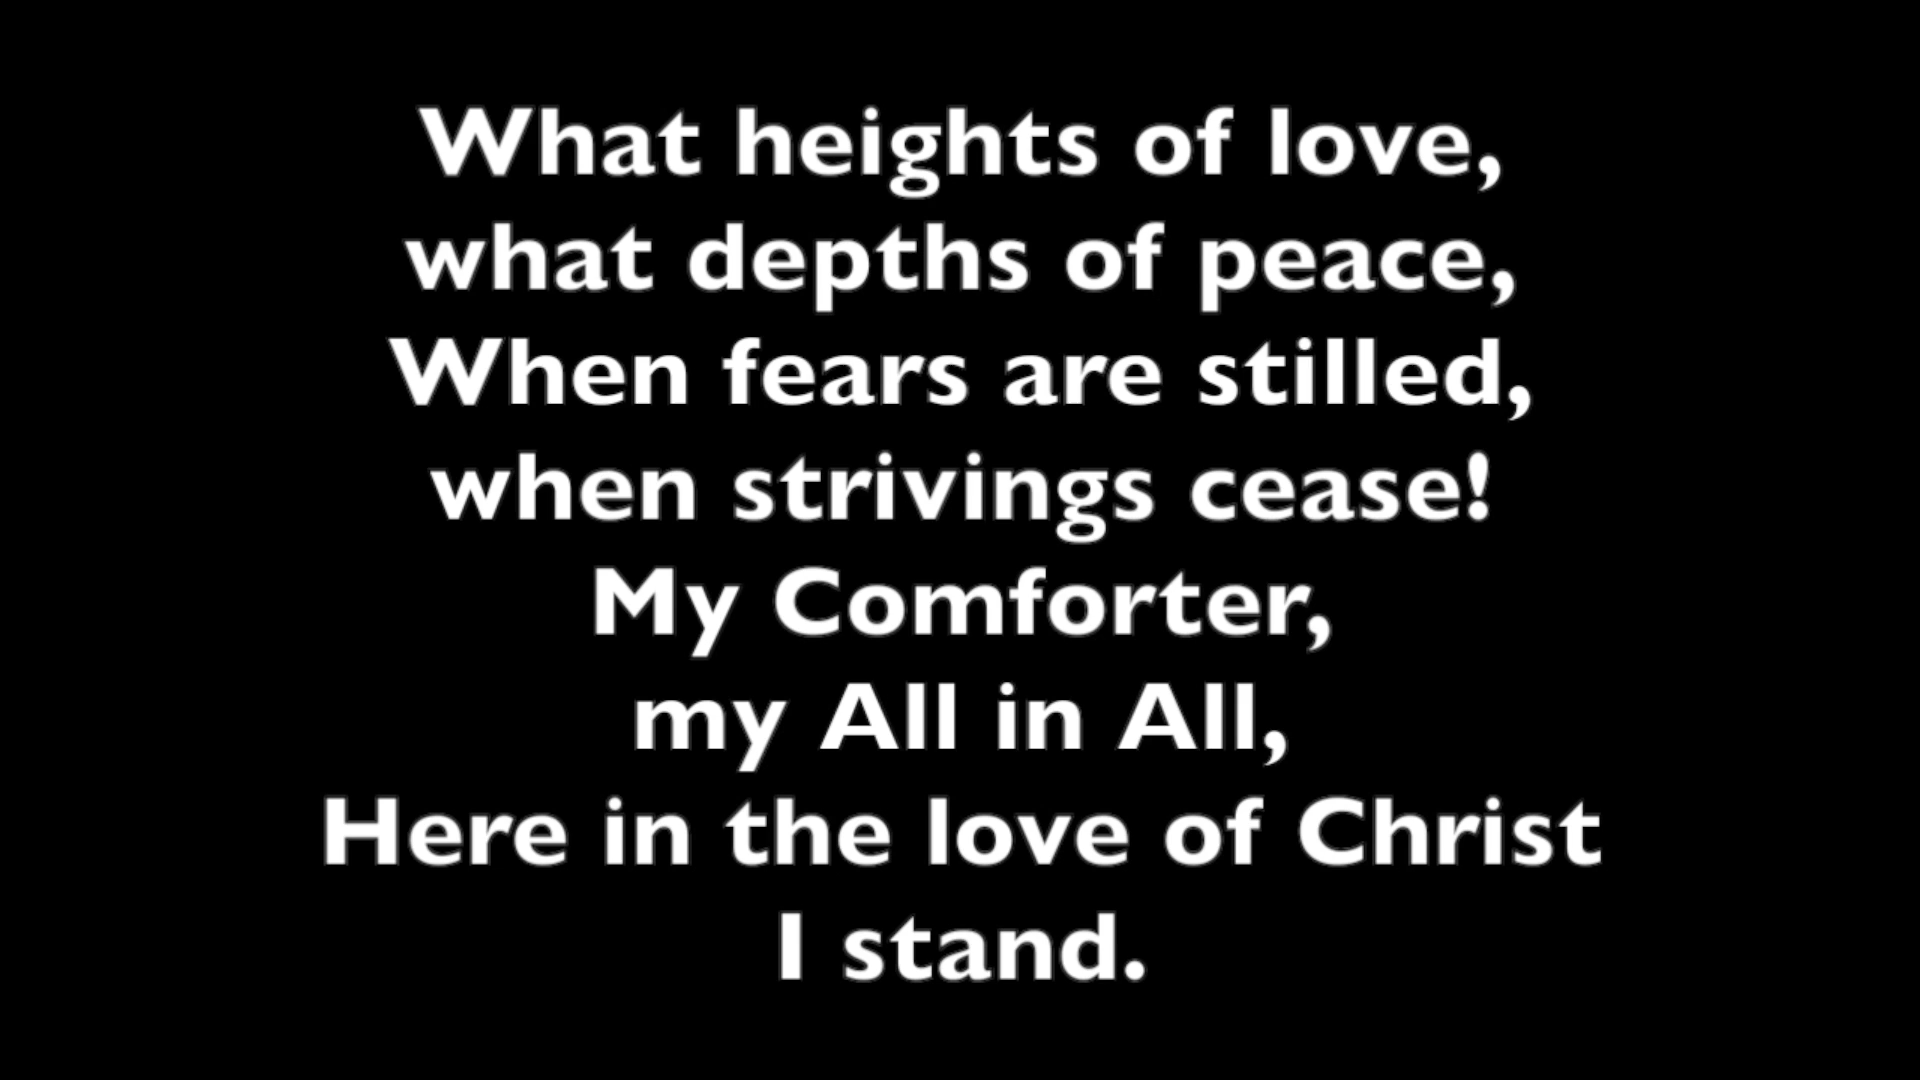 What heights of love,
what depths of peace,
When fears are stilled,
when strivings cease!
My Comforter,
my All in All,
Here in the love of Christ
I stand.